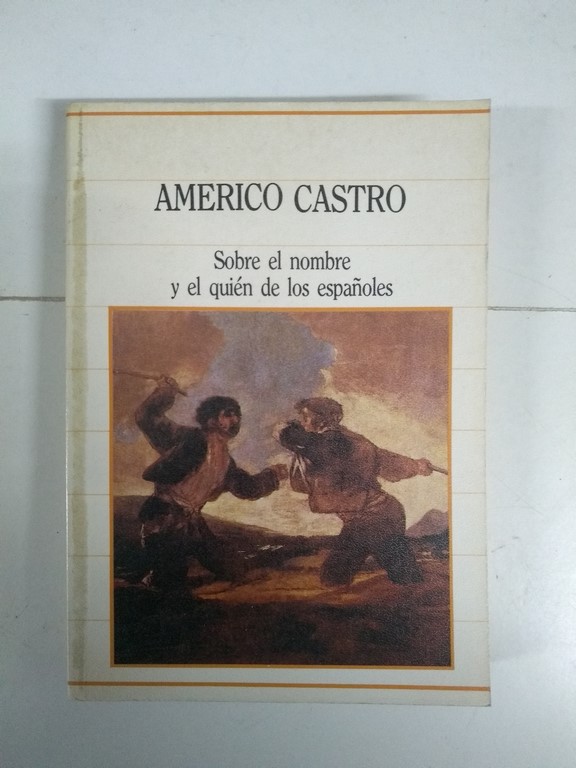 AMERICO CASTRO
Sobre el nombre
y el quién de los españoles